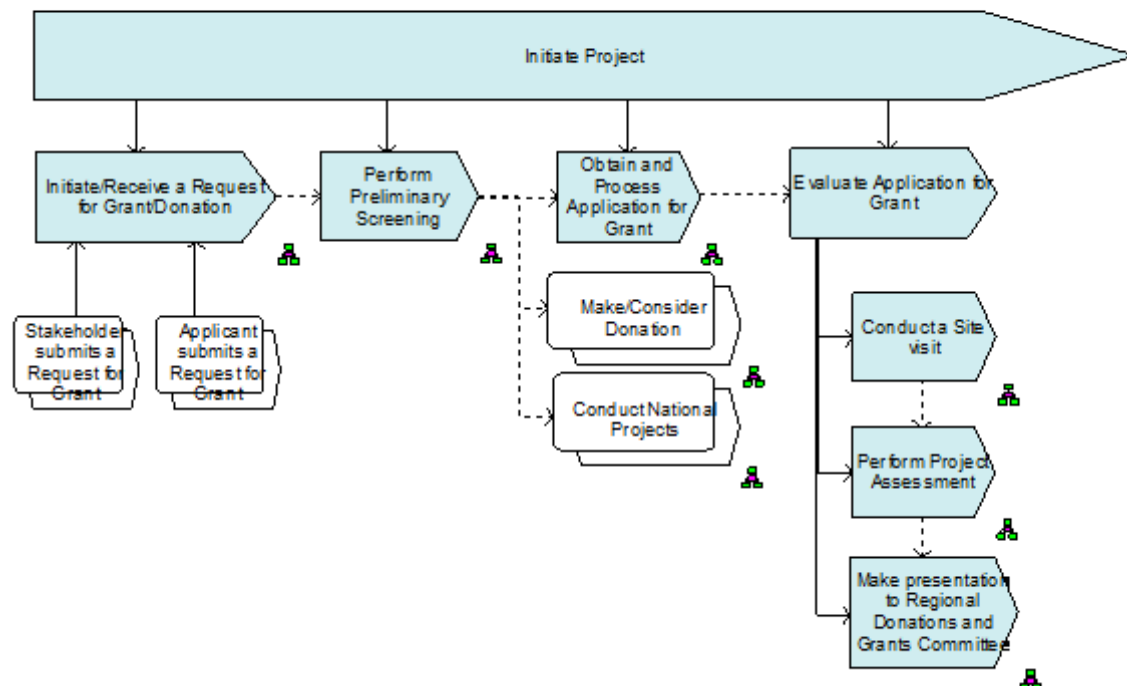 Initiate Project
Initiate/Receive a Request
for Grant/Donation
Perform
Preliminary
Screening
Obtain and
Process
Application for
Grant
Evaluate Application for
Grant
Stakeholder
submits a
Request for
Grant
Applicant
submits a
Request for
Grant
Make/Consider
Donation
Conduct National
Projects
Conduct a Site
visit
Perform Project
Assessment
Make presentation
to Regional
Donations and
Grants Committee